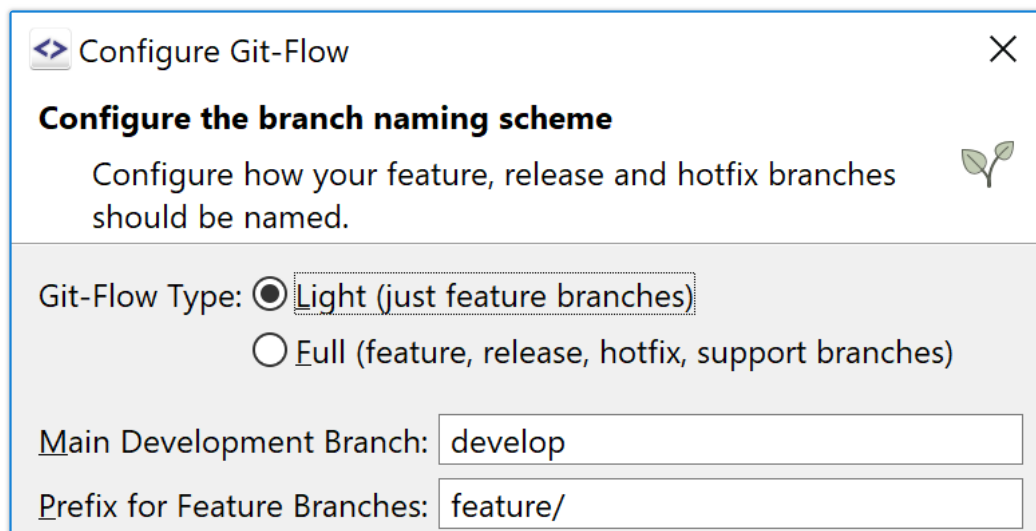 Configure Git-Flow
Configure the branch naming scheme
Configure how your feature, release and hotfix branches
should be named.
Git-Flow Type: Light (just feature branches)
Full (feature, release, hotfix, support branches)
Main Development Branch: develop
Prefix for Feature Branches: feature/